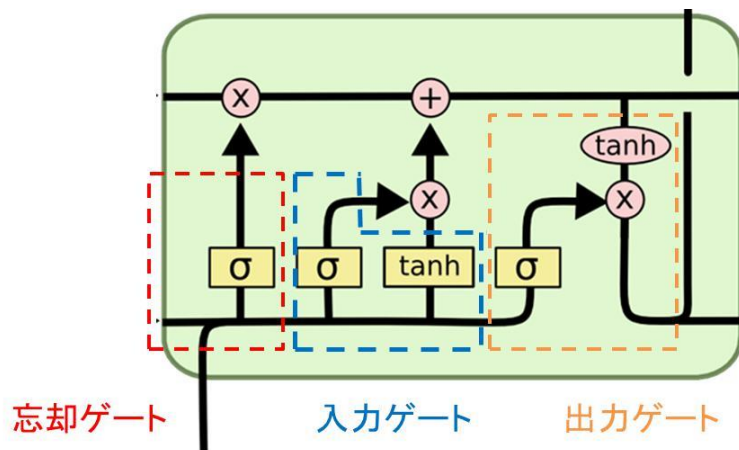 x +
tanh
x x
σ σ tanh σ
忘却ゲート 入力ゲート 出力ゲート